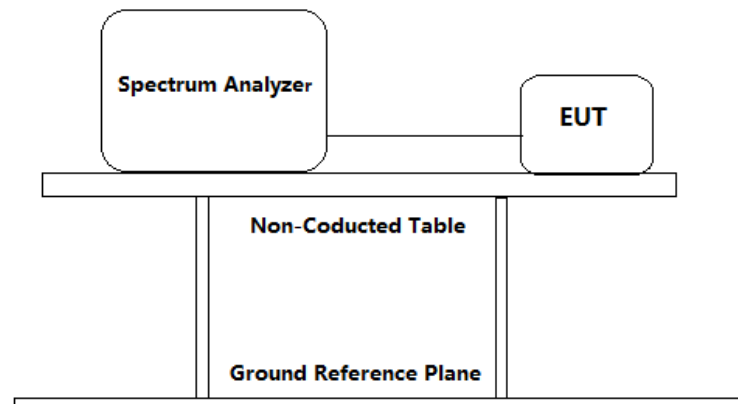 Spectrum Analyzer
EUT
Non-Coducted Table
Ground Reference Plane